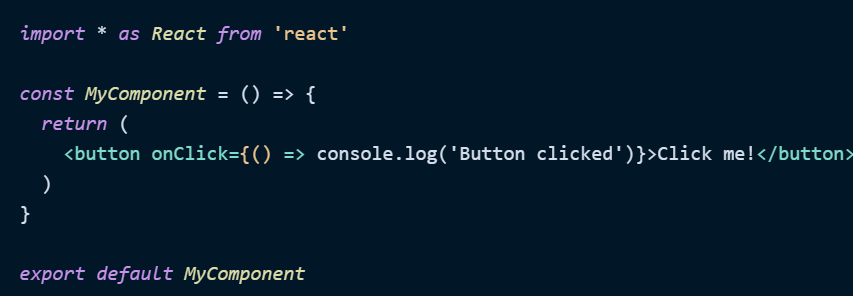 import * as React from 'react'
const MyComponent = () => {
return (
<button onClick={() => console.log('Button clicked')}>Click me!</button>
)
}
export default MyComponent